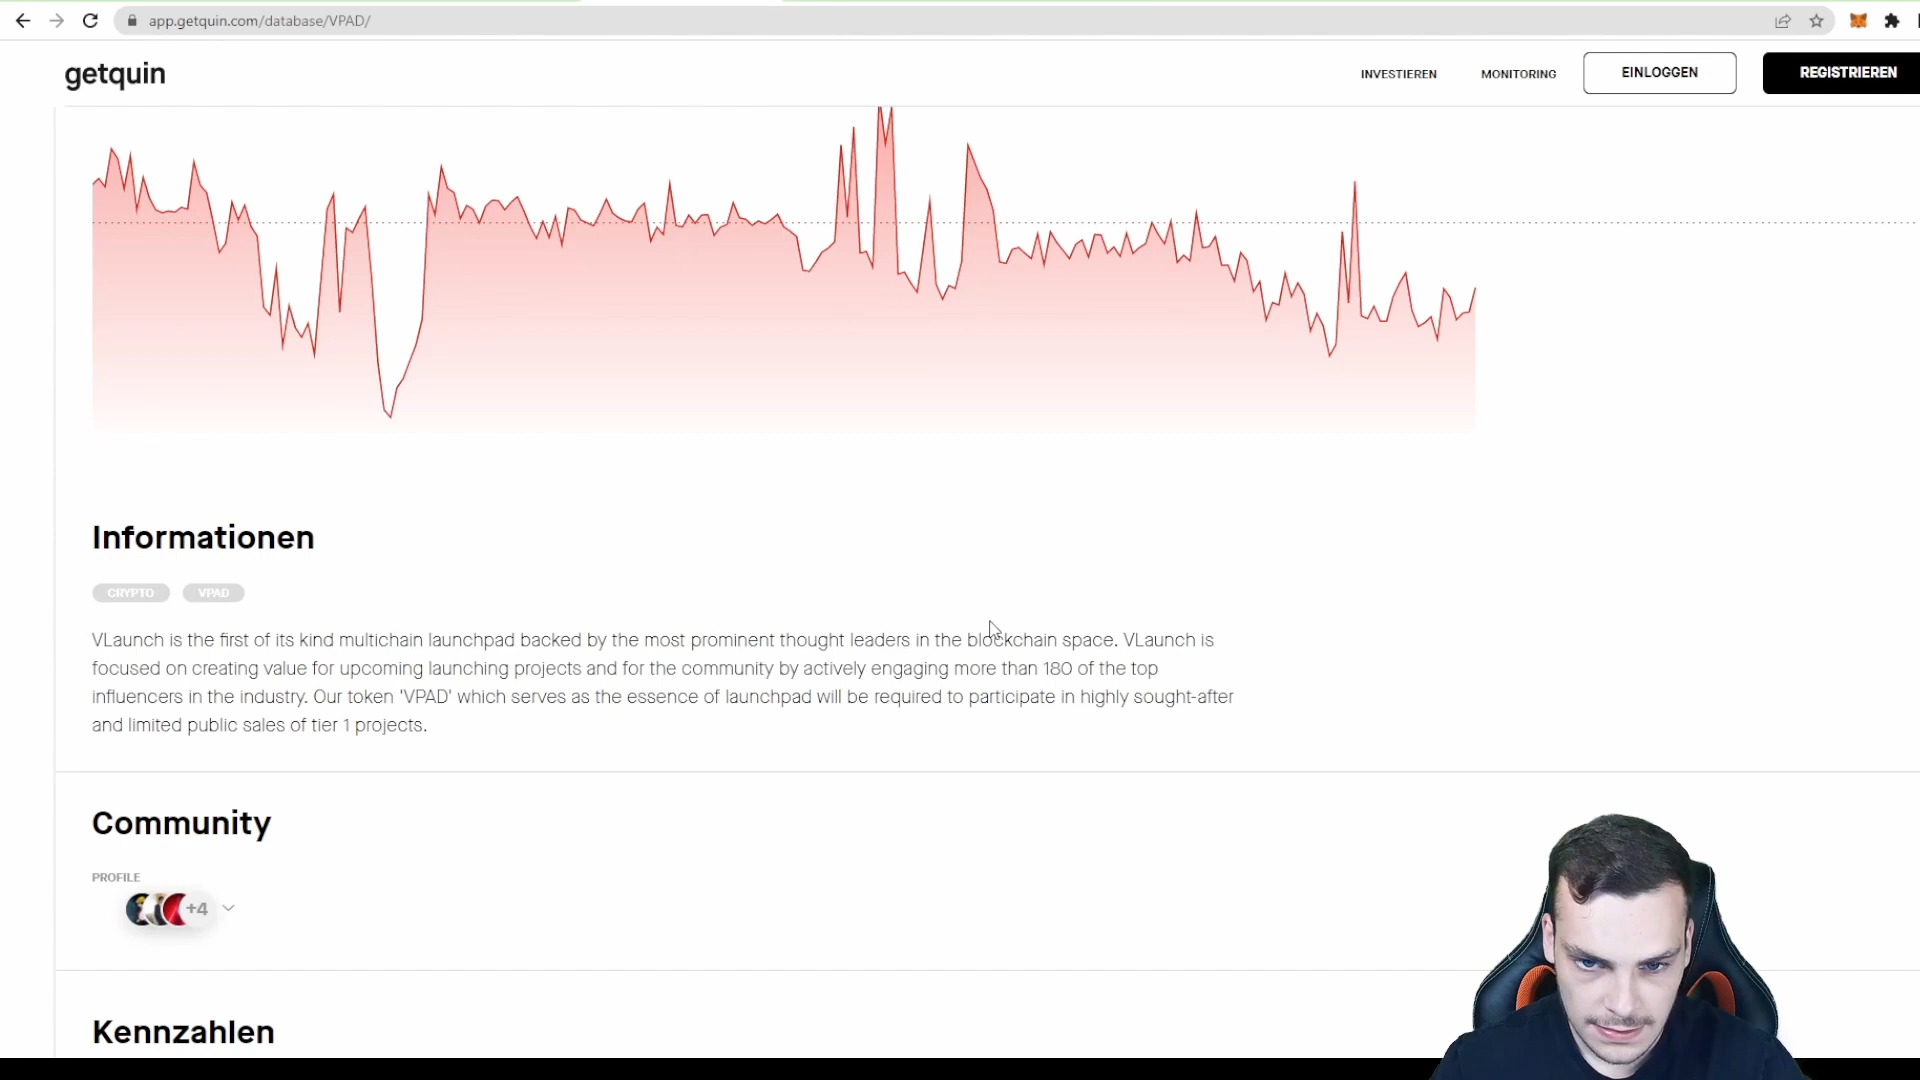 app.getquin.com/database/VPAD/
getquin
INVESTIEREN
MONITORING
EINLOGGEN
REGISTRIEREN
Informationen
CRYPTO
VPAD
VLaunch is the first of its kind multichain launchpad backed by the most prominent thought leaders in the blockchain space. VLaunch is
focused on creating value for upcoming launching projects and for the community by actively engaging more than 180 of the top
influencers in the industry. Our token 'VPAD' which serves as the essence of launchpad will be required to participate in highly sought-after
and limited public sales of tier 1 projects.
Community
PROFILE
+4
Kennzahlen